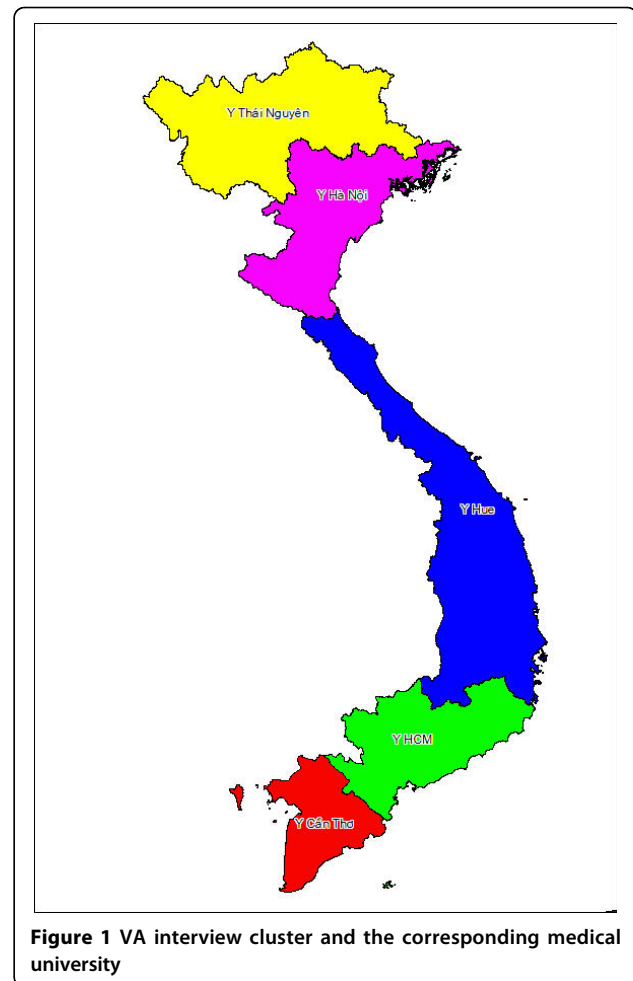 Y Thái Nguyên
Y Hà Nội
Y Hue
Y HCM
Y Cần Thơ
Figure 1 VA interview cluster and the corresponding medical
university